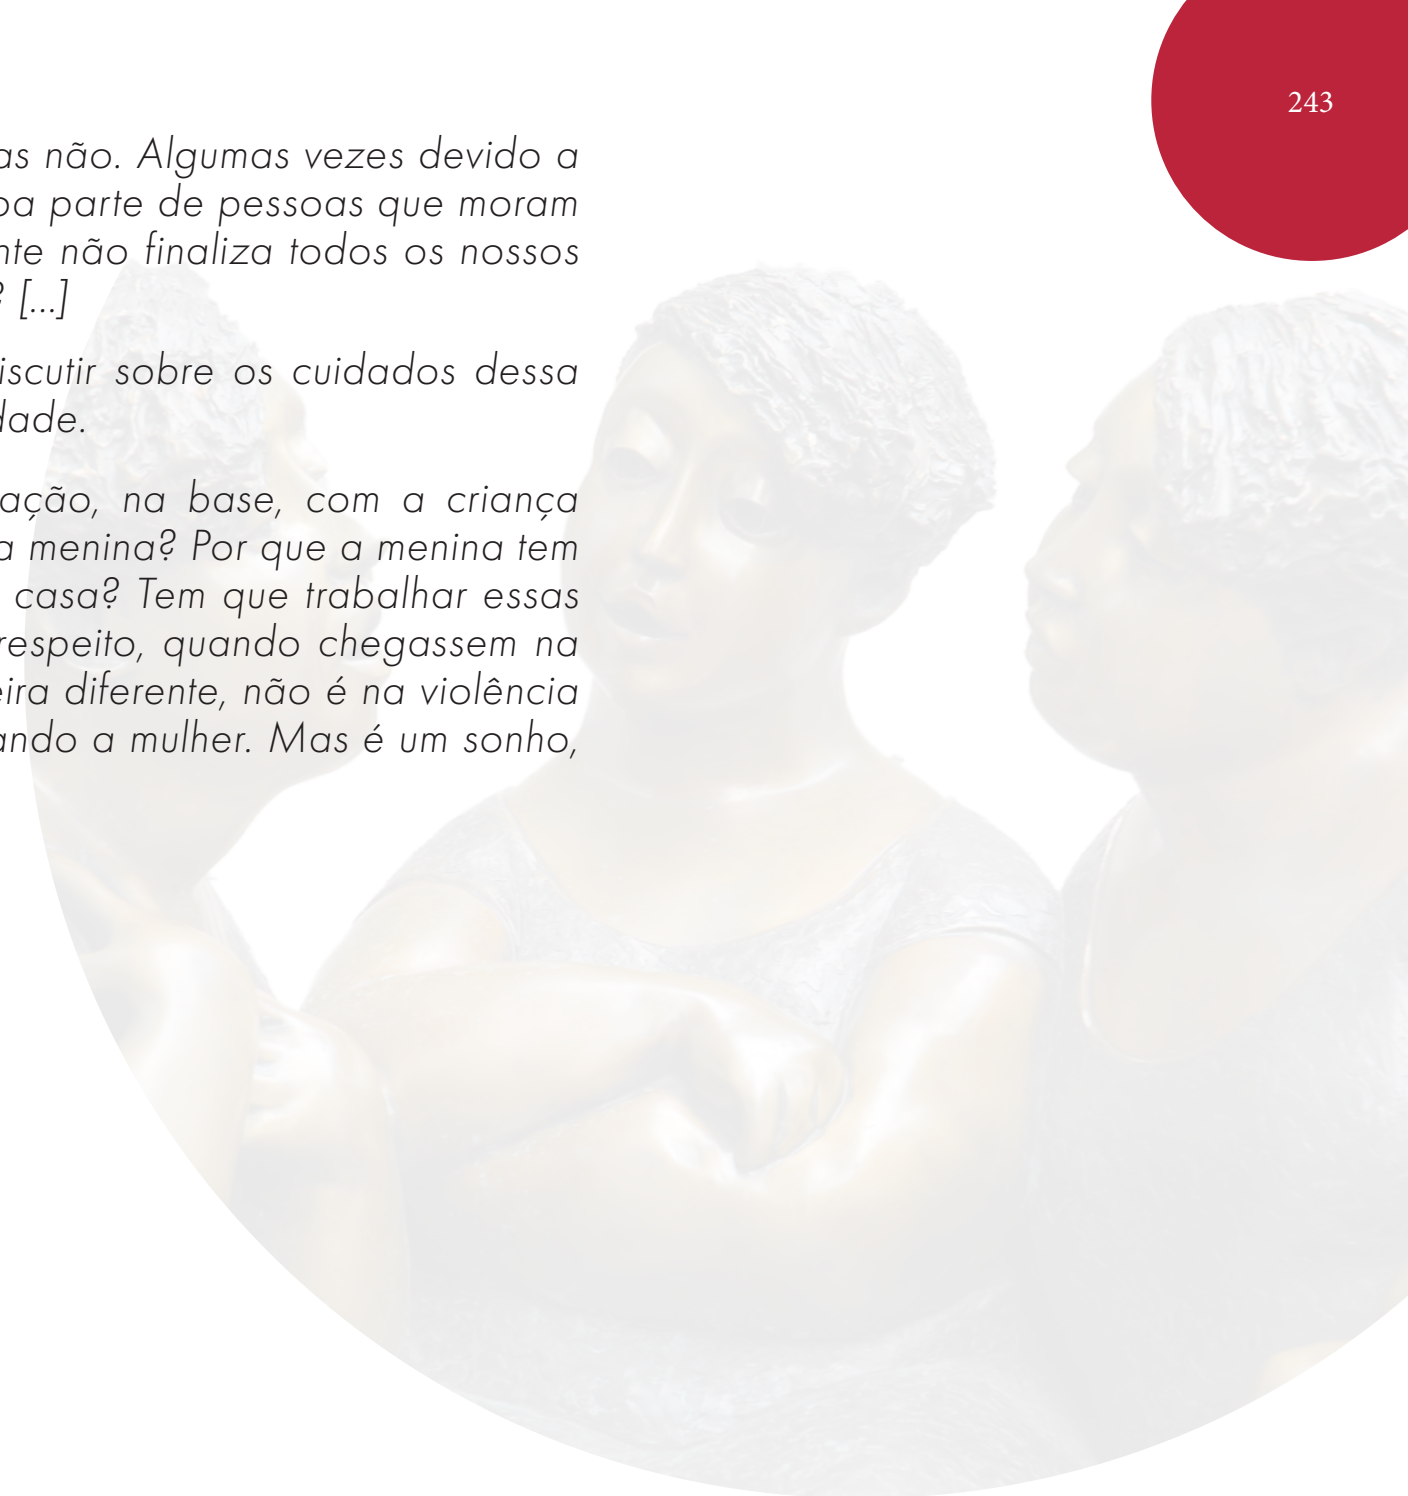 243
as não. Algumas vezes devido a
oa parte de pessoas que moram
nte não finaliza todos os nossos
? [...]
iscutir sobre os cuidados dessa
dade.
ação, na base, com a criança
a menina? Por que a menina tem
casa? Tem que trabalhar essas
respeito, quando chegassem na
eira diferente, não é na violência
ando a mulher. Mas é um sonho,